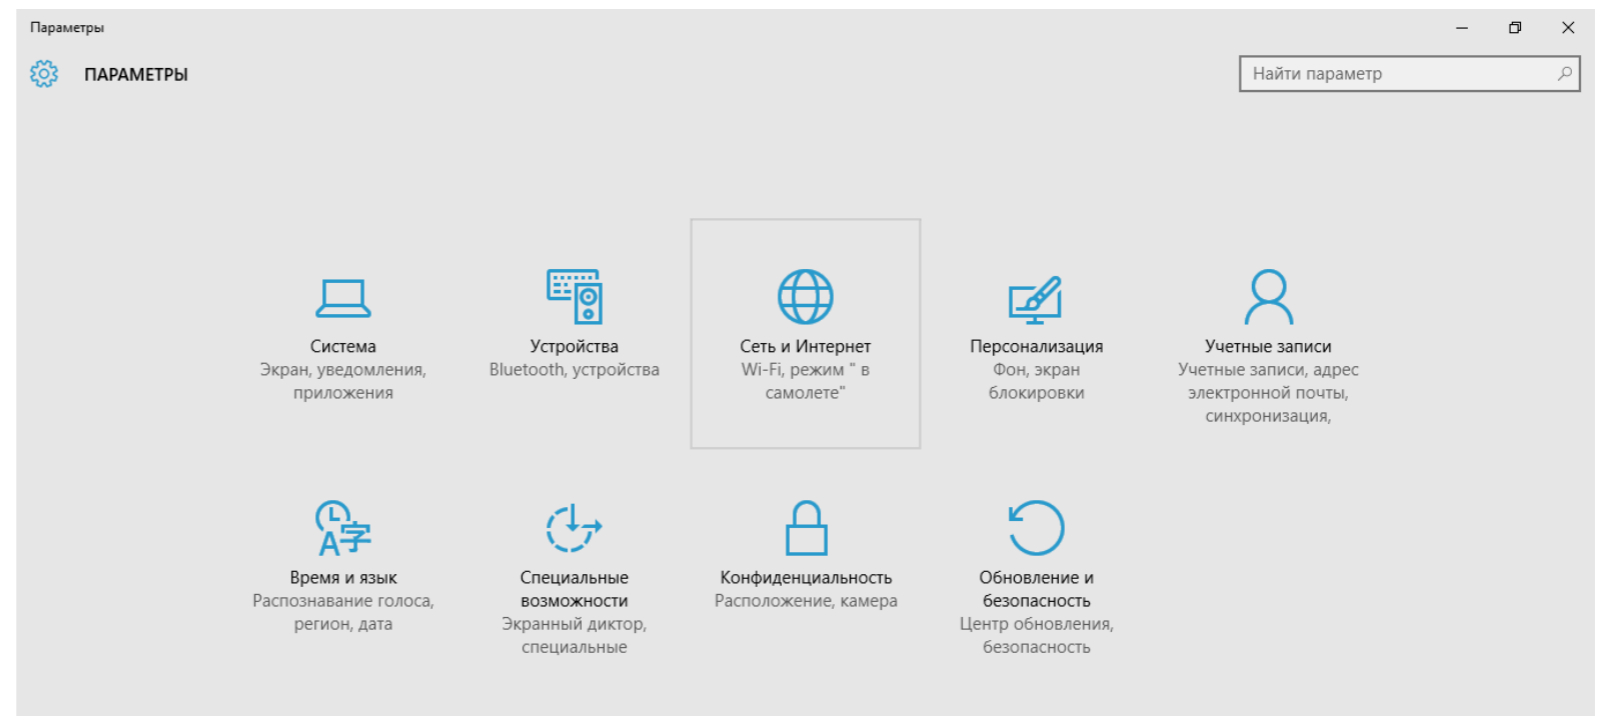 Параметры
ПАРАМЕТРЫ
Найти параметр
Система
Экран, уведомления,
приложения
Устройства
Bluetooth, устройства
Сеть и Интернет
Wi-Fi, режим " в
самолете"
Персонализация
Фон, экран
блокировки
Учетные записи
Учетные записи, адрес
электронной почты,
синхронизация,
Время и язык
Распознавание голоса,
регион, дата
Специальные
возможности
Экранный диктор,
специальные
Конфиденциальность
Расположение, камера
Обновление и
безопасность
Центр обновления,
безопасность